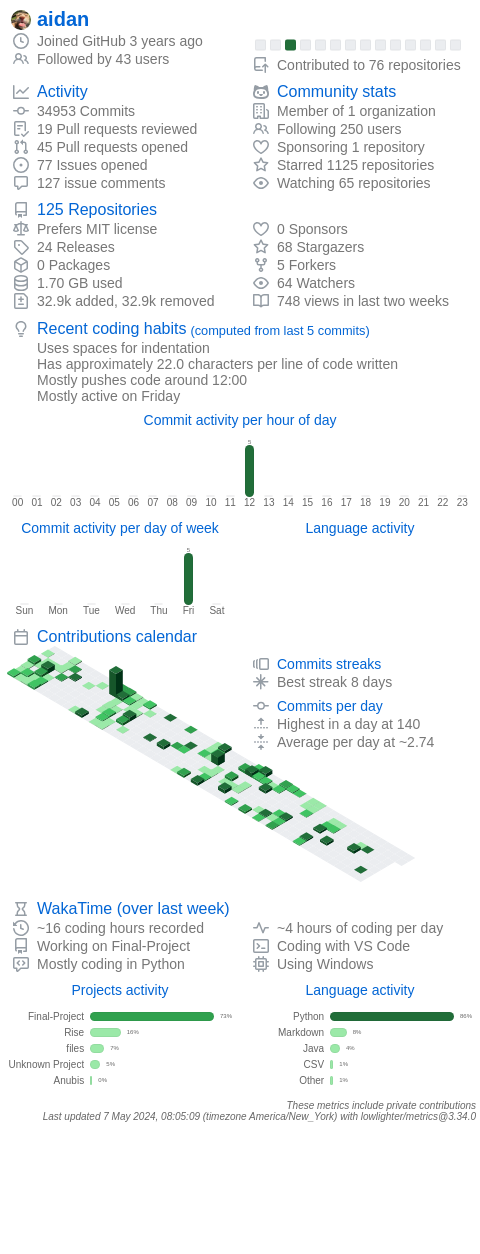 aidan
Joined GitHub 3 years ago
Followed by 43 users
Contributed to 76 repositories
Activity
34953 Commits
19 Pull requests reviewed
45 Pull requests opened
77 Issues opened
127 issue comments
Community stats
Member of 1 organization
Following 250 users
Sponsoring 1 repository
Starred 1125 repositories
Watching 65 repositories
125 Repositories
Prefers MIT license
24 Releases
0 Packages
1.70 GB used
32.9k added, 32.9k removed
0 Sponsors
68 Stargazers
5 Forkers
64 Watchers
748 views in last two weeks
Recent coding habits (computed from last 5 commits)
Uses spaces for indentation
Has approximately 22.0 characters per line of code written
Mostly pushes code around 12:00
Mostly active on Friday
Commit activity per hour of day
5
00 01 02 03 04 05 06 07 08 09 10 11 12 13 14 15 16 17 18 19 20 21 22 23
Commit activity per day of week
5
Sun Mon Tue Wed Thu Fri Sat
Language activity
Contributions calendar
Commits streaks
Best streak 8 days
Commits per day
Highest in a day at 140
Average per day at ~2.74
WakaTime (over last week)
~16 coding hours recorded
Working on Final-Project
Mostly coding in Python
~4 hours of coding per day
Coding with VS Code
Using Windows
Projects activity
Final-Project 73%
Rise 16%
files 7%
Unknown Project 5%
Anubis 0%
Language activity
Python 86%
Markdown 8%
Java 4%
CSV 1%
Other 1%
These metrics include private contributions
Last updated 7 May 2024, 08:05:09 (timezone America/New_York) with lowlighter/metrics@3.34.0